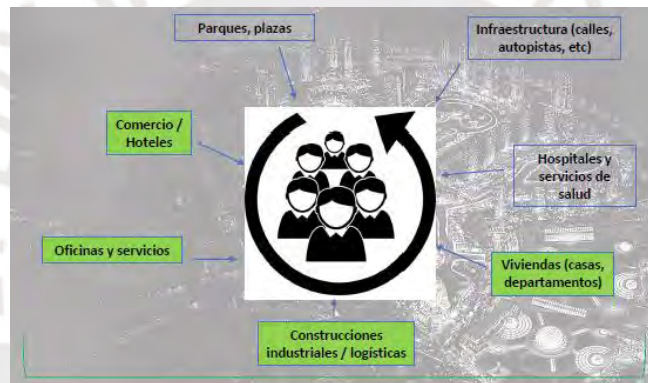 Parques, plazas
Infraestructura (calles,
autopistas, etc)
Comercio /
Hoteles
Hospitales y
servicios de
salud
Oficinas y servicios
Viviendas (casas,
departamentos)
Construcciones
industriales / logísticas